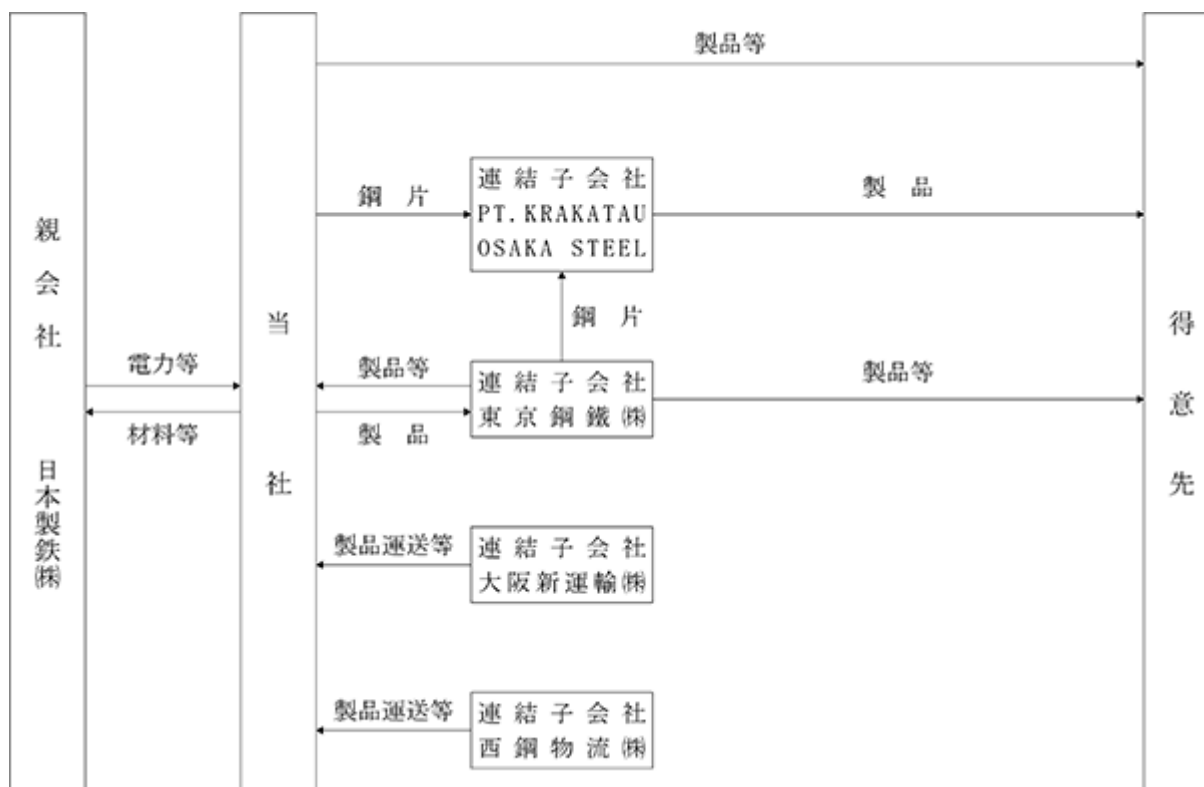 親会社 日本製鉄㈱
電力等
材料等
当社
製品等
鋼片
連結子会社
PT.KRAKATAU
OSAKA STEEL
製品
鋼片
製品等
製品
連結子会社
東京鋼鐵㈱
製品等
製品運送等
連結子会社
大阪新運輸㈱
製品運送等
連結子会社
西鋼物流㈱
得意先